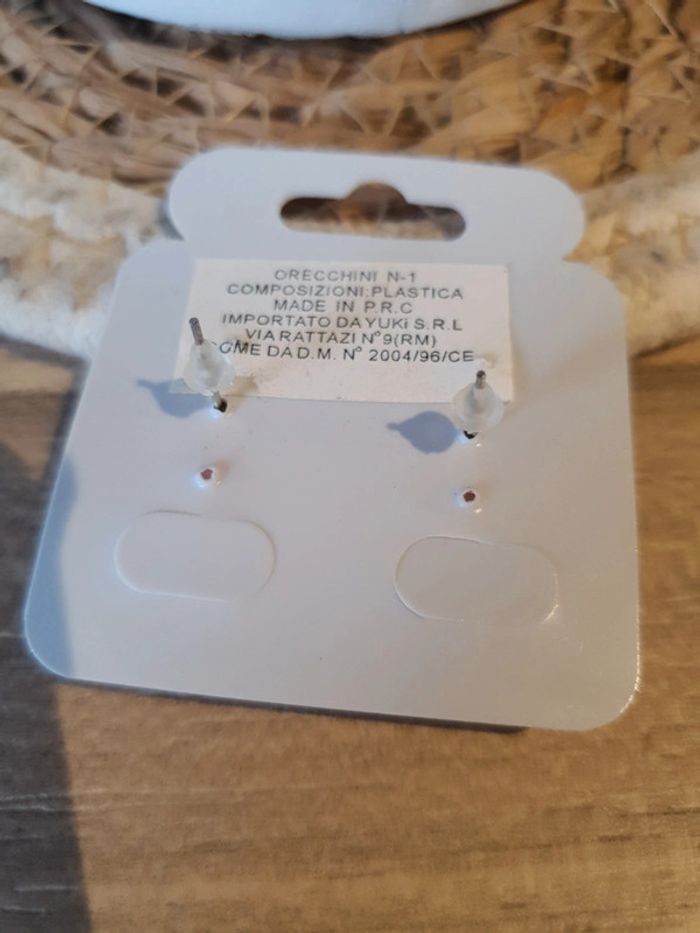 ORECCHINI N-1
COMPOSIZIONI:PLASTICA
MADE IN P.R.C
IMPORTATO DA YUKi S.R.L
VIA RATTAZI N°9(RM)
COME DA D.M. N° 2004/96/CE